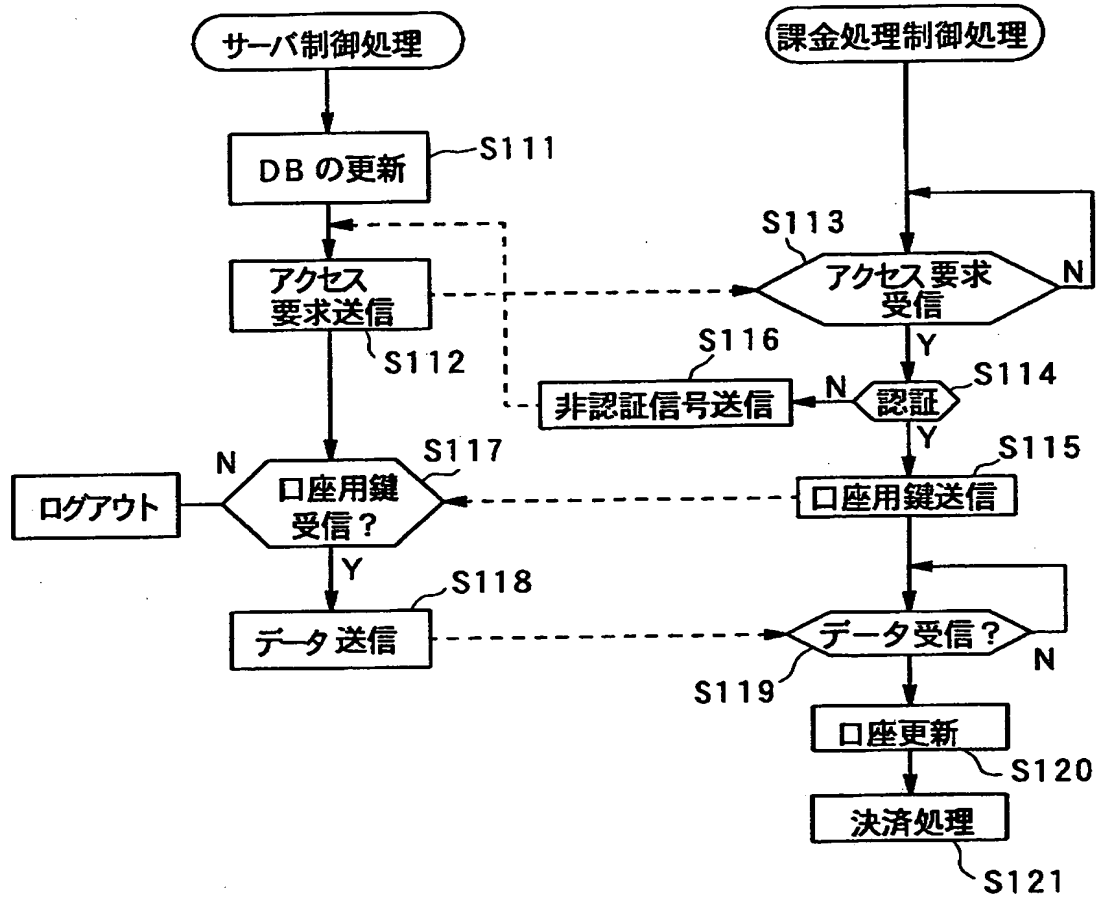 サーバ制御処理
課金処理制御処理
DBの更新
S111
S113
アクセス
要求送信
S112
アクセス要求
受信
N
Y
S116
非認証信号送信
N
認証
S114
Y
S117
N
口座用鍵
受信?
ログアウト
S115
口座用鍵送信
Y
S118
データ送信
データ受信?
N
S119
口座更新
S120
決済処理
S121